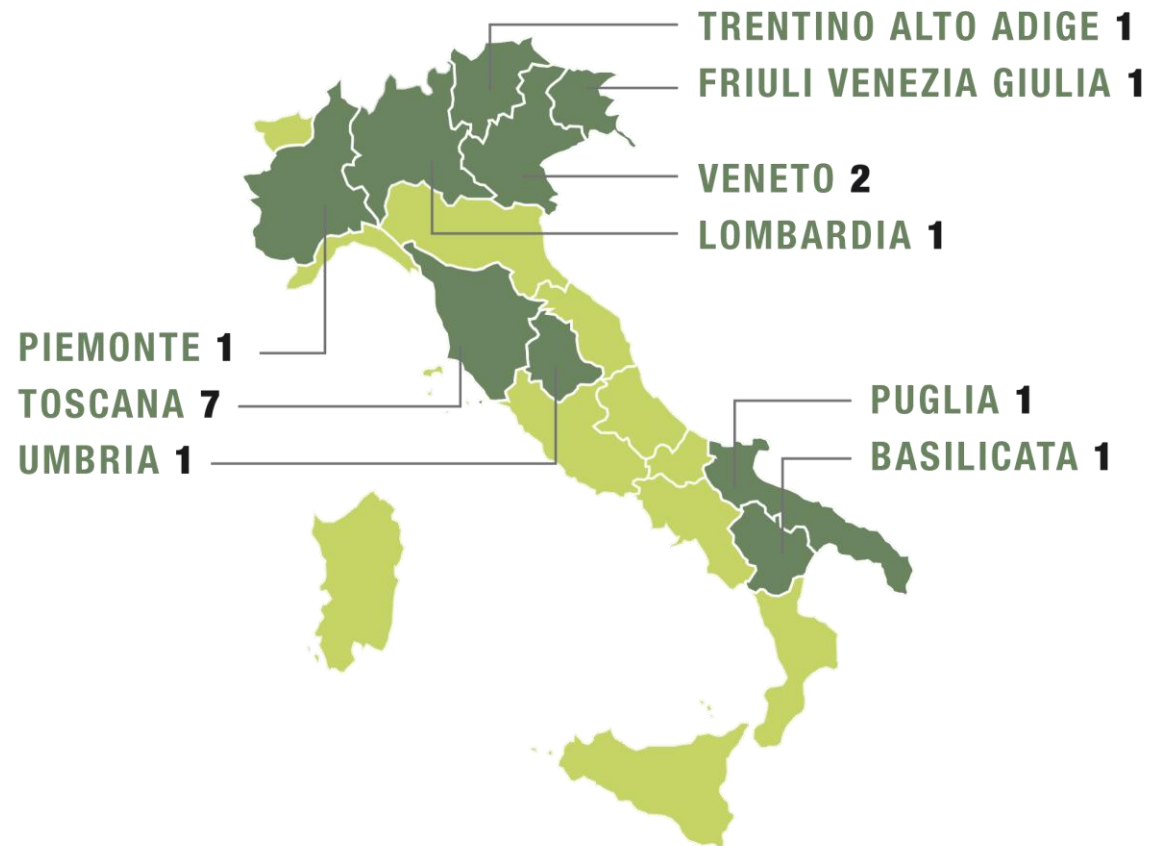 TRENTINO ALTO ADIGE 1
FRIULI VENEZIA GIULIA 1
VENETO 2
LOMBARDIA 1
PIEMONTE 1
TOSCANA 7
UMBRIA 1
PUGLIA 1
BASILICATA 1